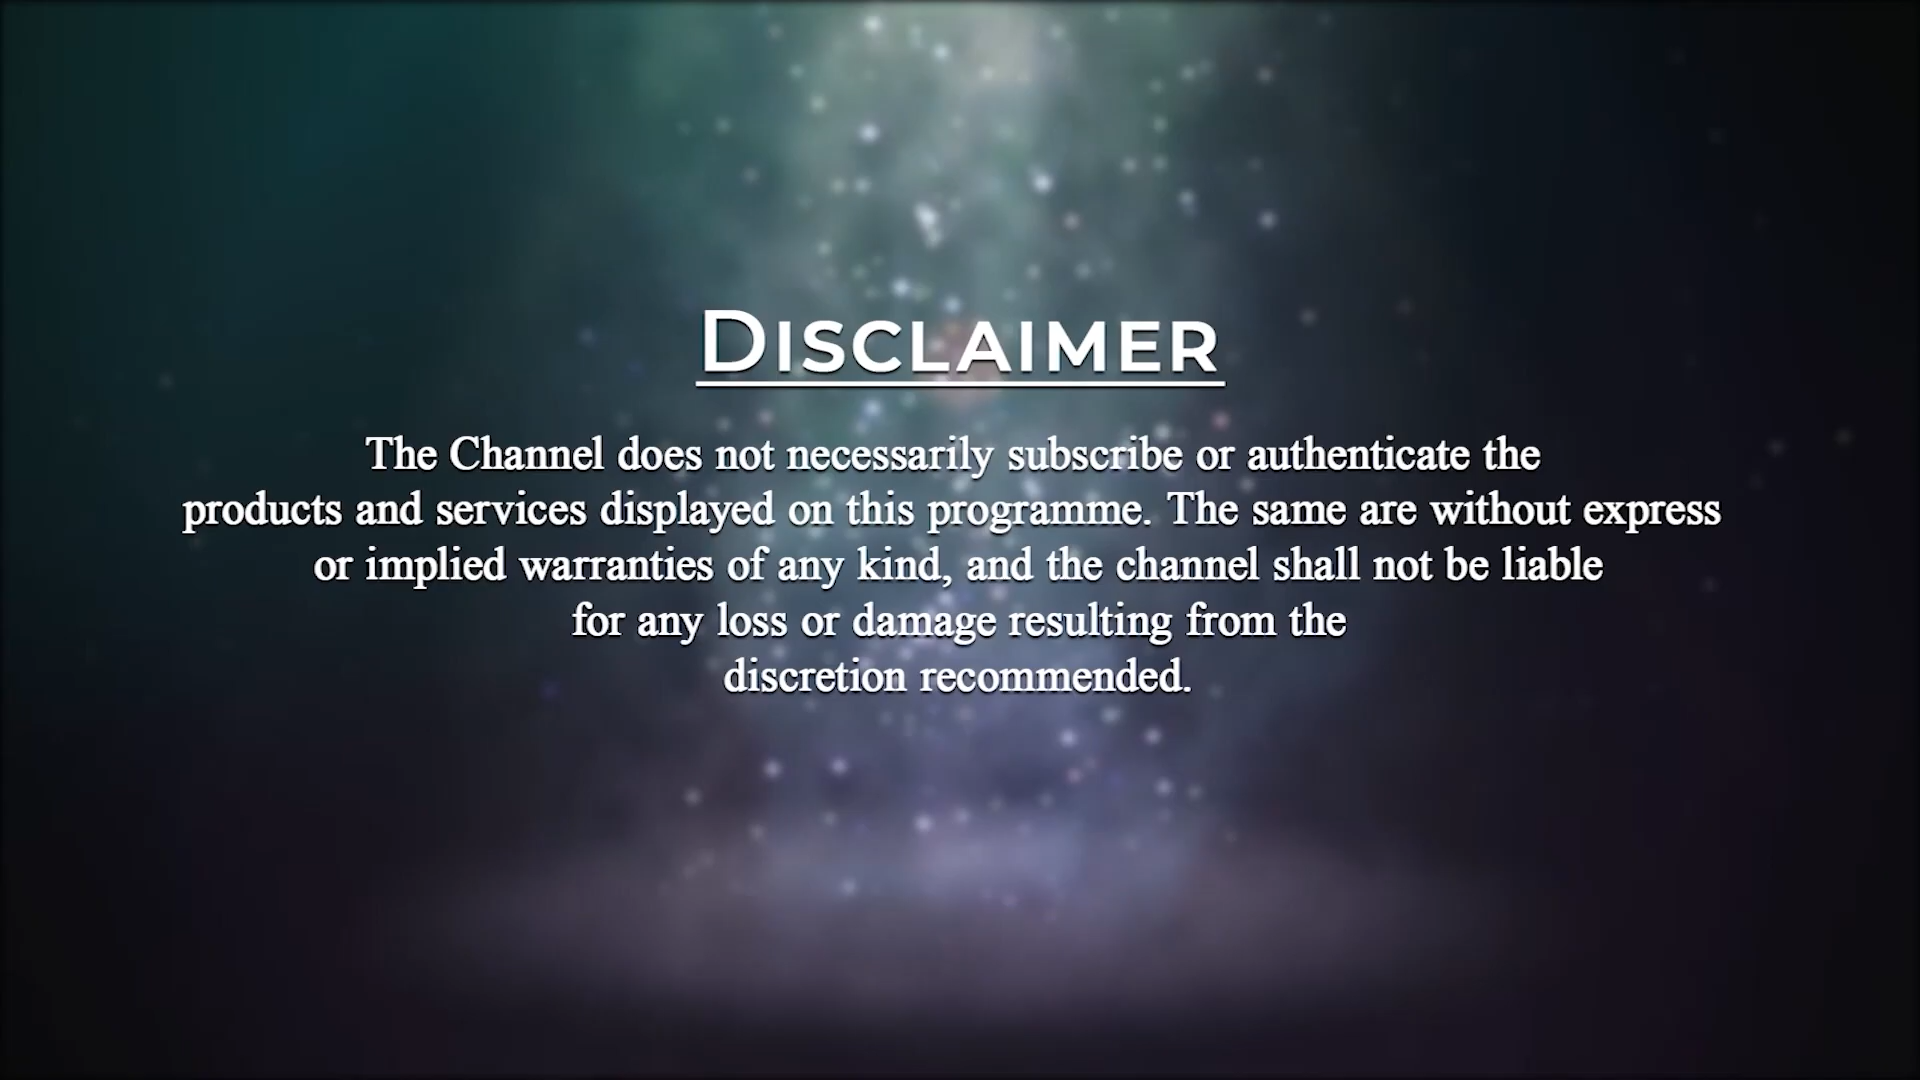 DISCLAIMER
The Channel does not necessarily subscribe or authenticate the
products and services displayed on this programme. The same are without express
or implied warranties of any kind, and the channel shall not be liable
for any loss or damage resulting from the
discretion recommended.